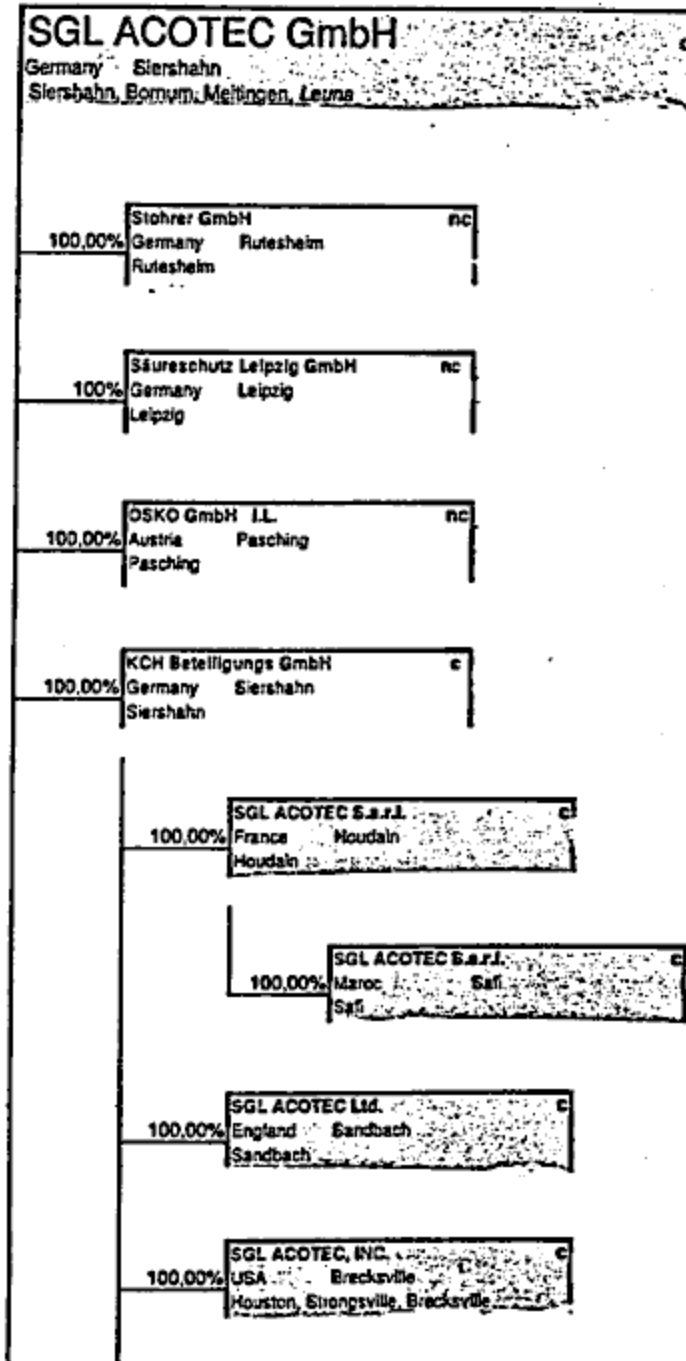 SGL ACOTEC GmbH c
Germany Siershahn
Siershahn, Bornum, Meitingen, Leuna
Stohrer GmbH nc
100,00% Germany Rutesheim
Rutesheim
Säureschutz Leipzig GmbH nc
100% Germany Leipzig
Leipzig
ÖSKO GmbH I.L. nc
100,00% Austria Pasching
Pasching
KCH Beteiligungs GmbH c
100,00% Germany Siershahn
Siershahn
SGL ACOTEC S.a.r.l. c
100,00% France Houdain
Houdain
SGL ACOTEC S.a.r.l. c
100,00% Maroc Safi
Safi
SGL ACOTEC Ltd. c
100,00% England Sandbach
Sandbach
SGL ACOTEC, INC. c
100,00% USA Brecksville
Houston, Strongsville, Brecksville